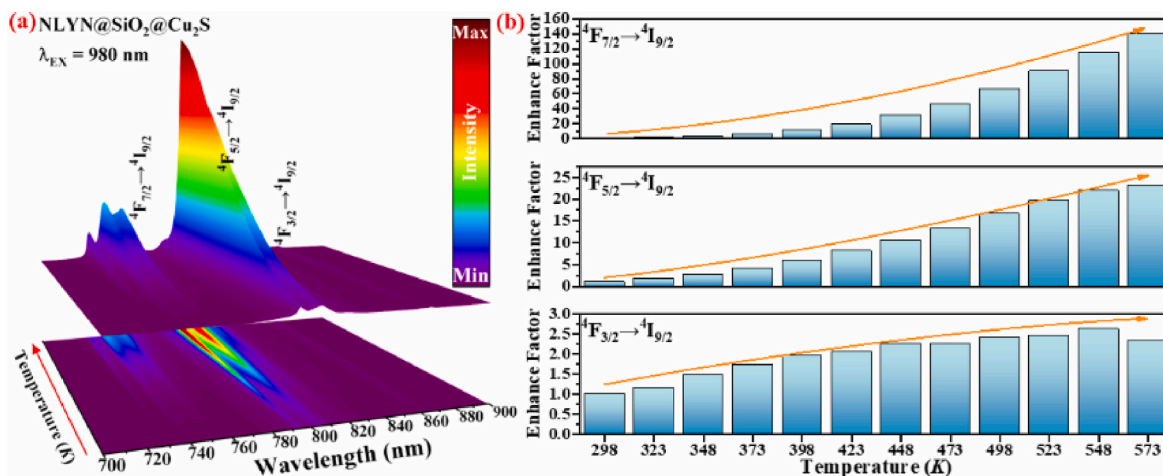 (a) NLYN@SiO₂@Cu₂S
λEX = 980 nm
⁴F₇/₂→⁴I₉/₂
⁴F₅/₂→⁴I₉/₂
⁴F₃/₂→⁴I₉/₂
Max
Intensity
Min
Temperature (K)
700 720 740 760 780 800 820 840 860 880 900
Wavelength (nm)
(b)
⁴F₇/₂→⁴I₉/₂
Enhance Factor
160
140
120
100
80
60
40
20
0
⁴F₅/₂→⁴I₉/₂
Enhance Factor
25
20
15
10
5
0
⁴F₃/₂→⁴I₉/₂
Enhance Factor
3.0
2.5
2.0
1.5
1.0
0.5
0.0
298 323 348 373 398 423 448 473 498 523 548 573
Temperature (K)